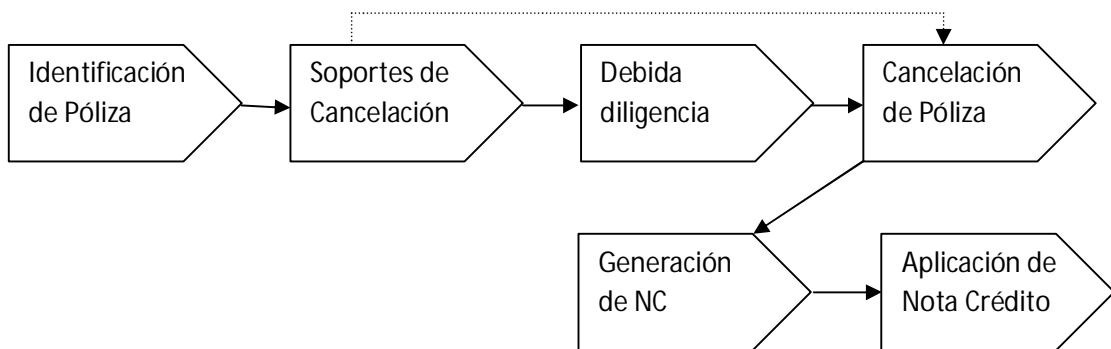 Identificación
de Póliza
Soportes de
Cancelación
Debida
diligencia
Cancelación
de Póliza
Generación
de NC
Aplicación de
Nota Crédito